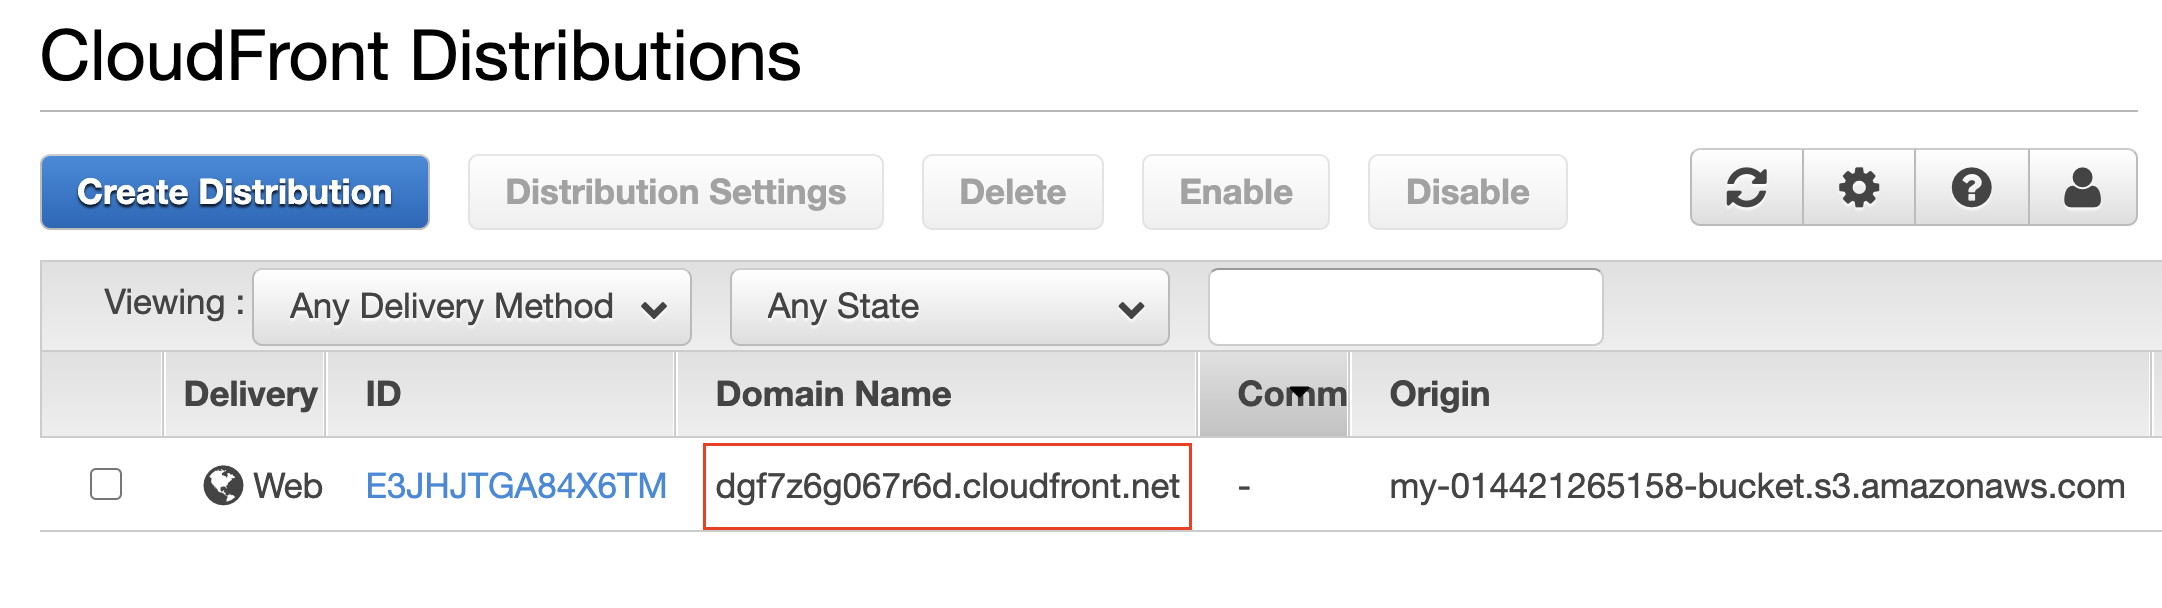 CloudFront Distributions
Create Distribution Distribution Settings Delete Enable Disable
Viewing : Any Delivery Method Any State
Delivery ID Domain Name Comm Origin
Web E3JHJTGA84X6TM dgf7z6g067r6d.cloudfront.net - my-014421265158-bucket.s3.amazonaws.com